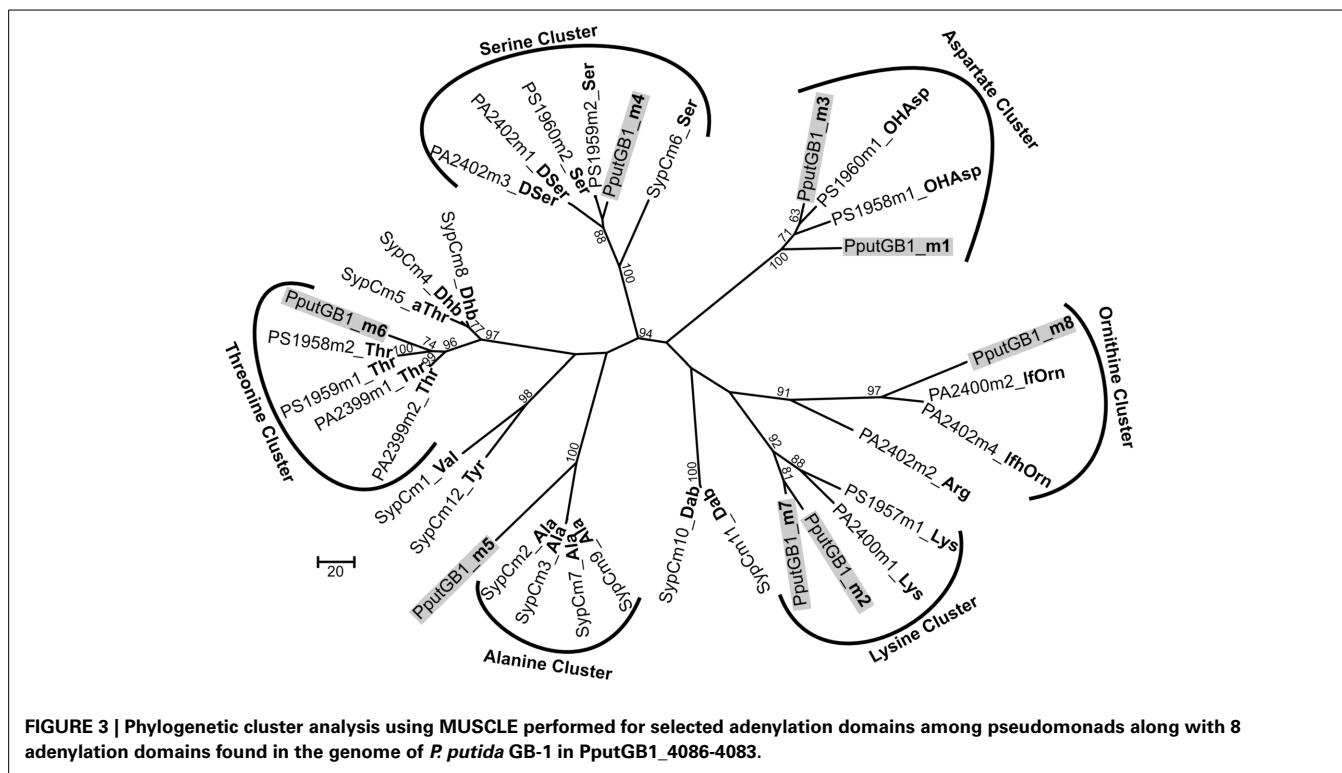 Serine Cluster
PA2402m3_DSer
PA2402m1_DSer
PS1960m2_Ser
PS1959m2_Ser
PputGB1_m4
SypCm6_Ser
88
100
Aspartate Cluster
PputGB1_m3
PS1960m1_OHAsp
PS1958m1_OHAsp
PputGB1_m1
63
71
100
Threonine Cluster
SypCm8_Dhb
SypCm4_Dhb
SypCm5_aThr
PputGB1_m6
PS1958m2_Thr
PS1959m1_Thr
PA2399m1_Thr
PA2399m2_Thr
77
97
96
74
100
99
94
Ornithine Cluster
PputGB1_m8
PA2400m2_IfOrn
PA2402m4_IfhOrn
PA2402m2_Arg
91
97
SypCm1_Val
SypCm12_Tyr
98
100
PputGB1_m5
SypCm2_Ala
SypCm3_Ala
SypCm7_Ala
SypCm9_Ala
Alanine Cluster
100
SypCm10_Dab
SypCm11_Dab
92
88
81
PS1957m1_Lys
PA2400m1_Lys
PputGB1_m2
PputGB1_m7
Lysine Cluster
20
FIGURE 3 | Phylogenetic cluster analysis using MUSCLE performed for selected adenylation domains among pseudomonads along with 8
adenylation domains found in the genome of P. putida GB-1 in PputGB1_4086-4083.